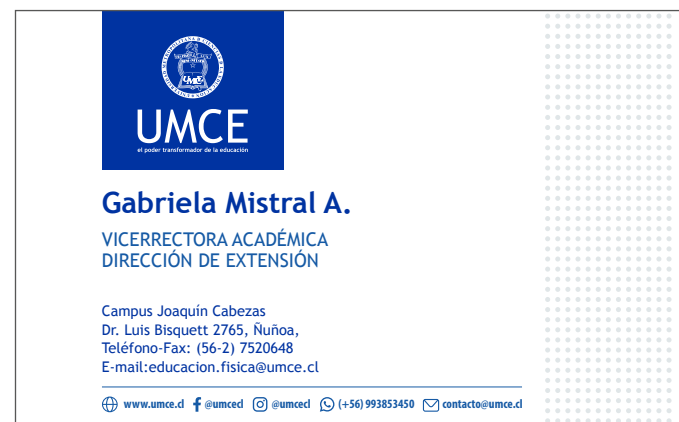 UMCE
UMCE
el poder transformador de la educación
Gabriela Mistral A.
VICERRECTORA ACADÉMICA
DIRECCIÓN DE EXTENSIÓN
Campus Joaquín Cabezas
Dr. Luis Bisquett 2765, Ñuñoa,
Teléfono-Fax: (56-2) 7520648
E-mail:educacion.fisica@umce.cl
www.umce.cl @umcecl @umcecl (+56) 993853450 contacto@umce.cl